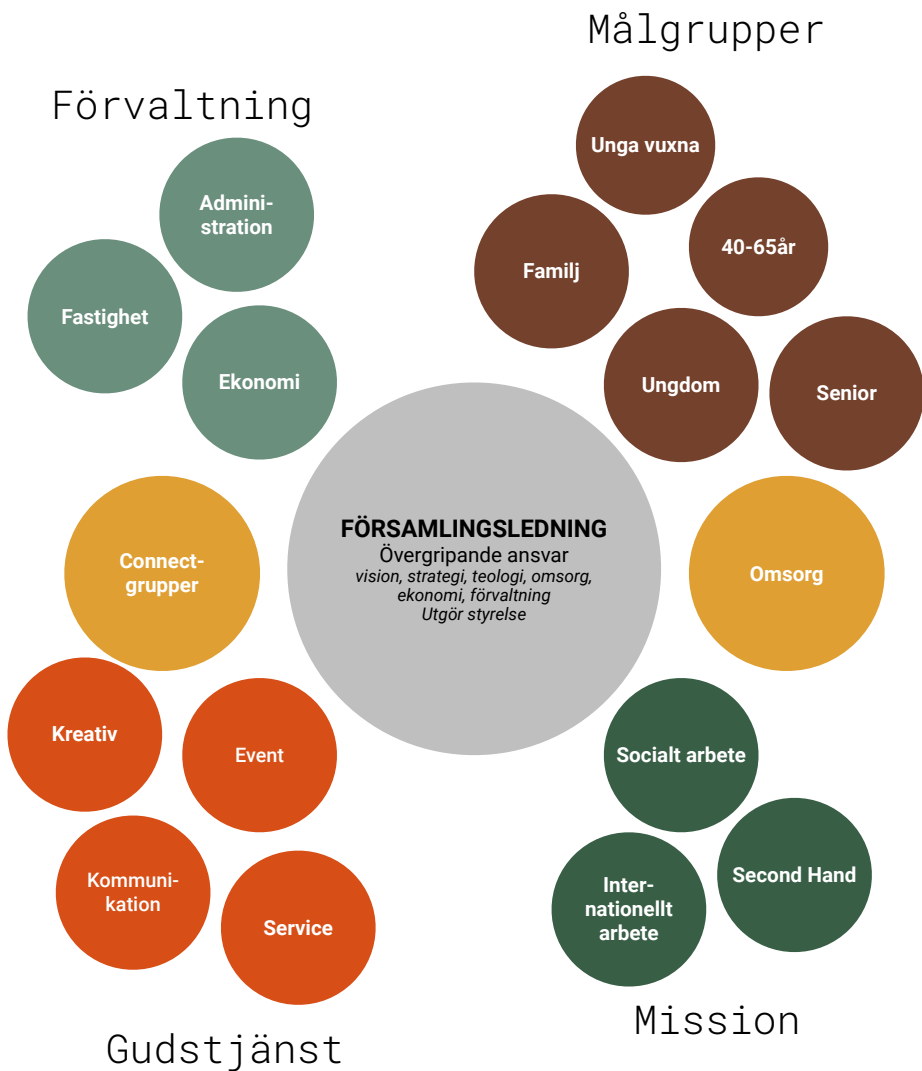 Målgrupper
Förvaltning
Unga vuxna
Admini-
stration
40-65år
Familj
Fastighet
Ekonomi
Ungdom
Senior
FÖRSAMLINGSLEDNING
Övergripande ansvar
vision, strategi, teologi, omsorg,
ekonomi, förvaltning
Utgör styrelse
Connect-
grupper
Omsorg
Kreativ
Event
Socialt arbete
Kommuni-
kation
Service
Inter-
nationellt
arbete
Second Hand
Mission
Gudstjänst